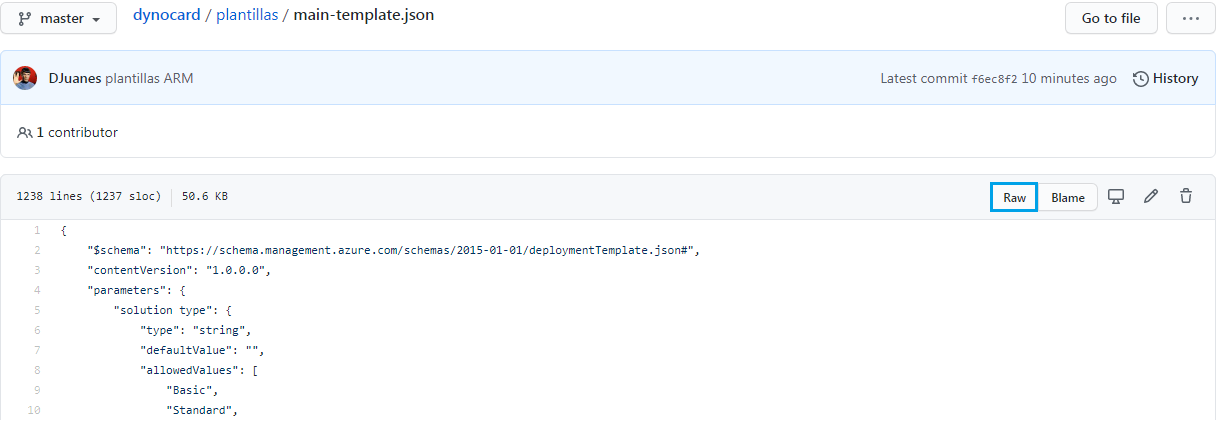 master dynocard / plantillas / main-template.json Go to file ...
DJuanes plantillas ARM Latest commit f6ec8f2 10 minutes ago History
1 contributor
1238 lines (1237 sloc) 50.6 KB Raw Blame
1 {
2 "$schema": "https://schema.management.azure.com/schemas/2015-01-01/deploymentTemplate.json#",
3 "contentVersion": "1.0.0.0",
4 "parameters": {
5 "solution type": {
6 "type": "string",
7 "defaultValue": "",
8 "allowedValues": [
9 "Basic",
10 "Standard",